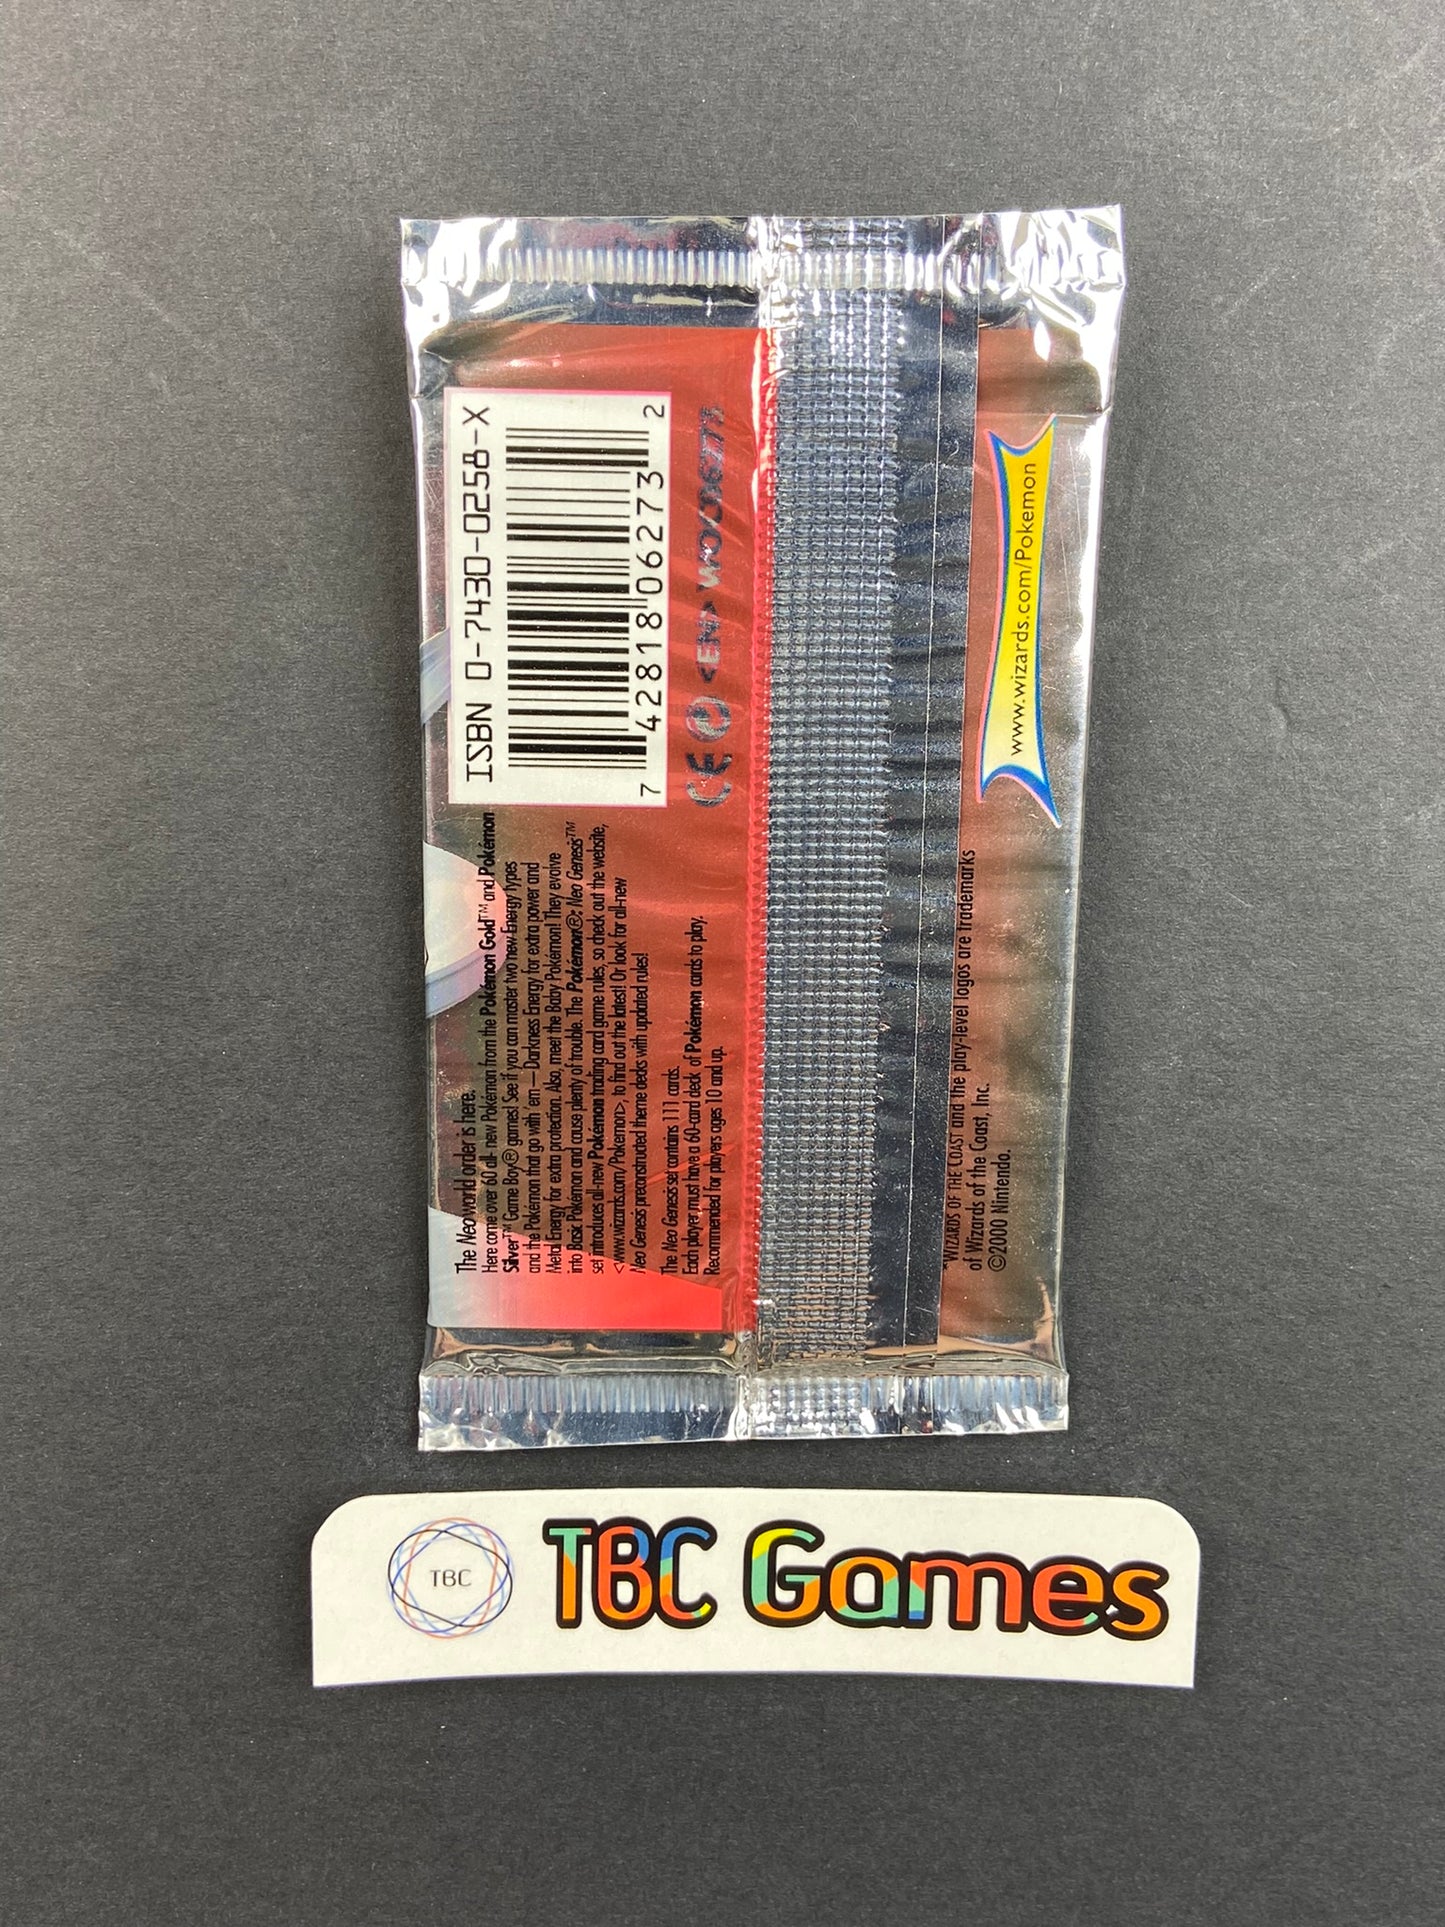 ISBN 0-7430-0258-X
7 42818 06273 2
CE <EN> WOC06273
The Neo world order is here.
Here come over 60 all- new Pokémon from the Pokémon Gold™ and Pokémon
Silver™ Game Boy® games! See if you can master two new Energy types
and the Pokémon that go with 'em — Darkness Energy for extra power and
Metal Energy for extra protection. Also, meet the Baby Pokémon! They evolve
into Basic Pokémon and cause plenty of trouble. The Pokémon®: Neo Genesis™
set introduces all-new Pokémon trading card game rules, so check out the website,
<www.wizards.com/Pokemon>, to find out the latest! Or look for all-new
Neo Genesis preconstructed theme decks with updated rules!
The Neo Genesis set contains 111 cards.
Each player must have a 60-card deck of Pokémon cards to play.
Recommended for players ages 10 and up.
www.wizards.com/Pokemon
*WIZARDS OF THE COAST and the play-level logos are trademarks
of Wizards of the Coast, Inc.
©2000 Nintendo.
TBC
TBC Games